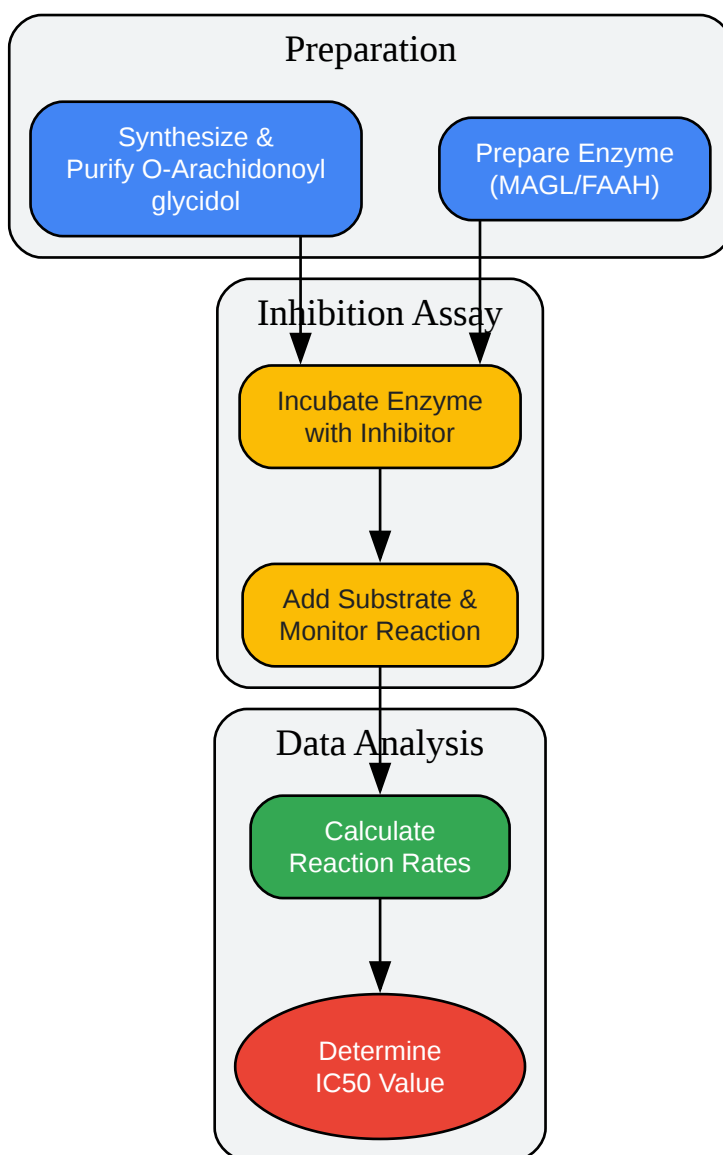 Preparation
Synthesize &
Purify O-Arachidonoyl
glycidol
Prepare Enzyme
(MAGL/FAAH)
Inhibition Assay
Incubate Enzyme
with Inhibitor
Add Substrate &
Monitor Reaction
Data Analysis
Calculate
Reaction Rates
Determine
IC50 Value